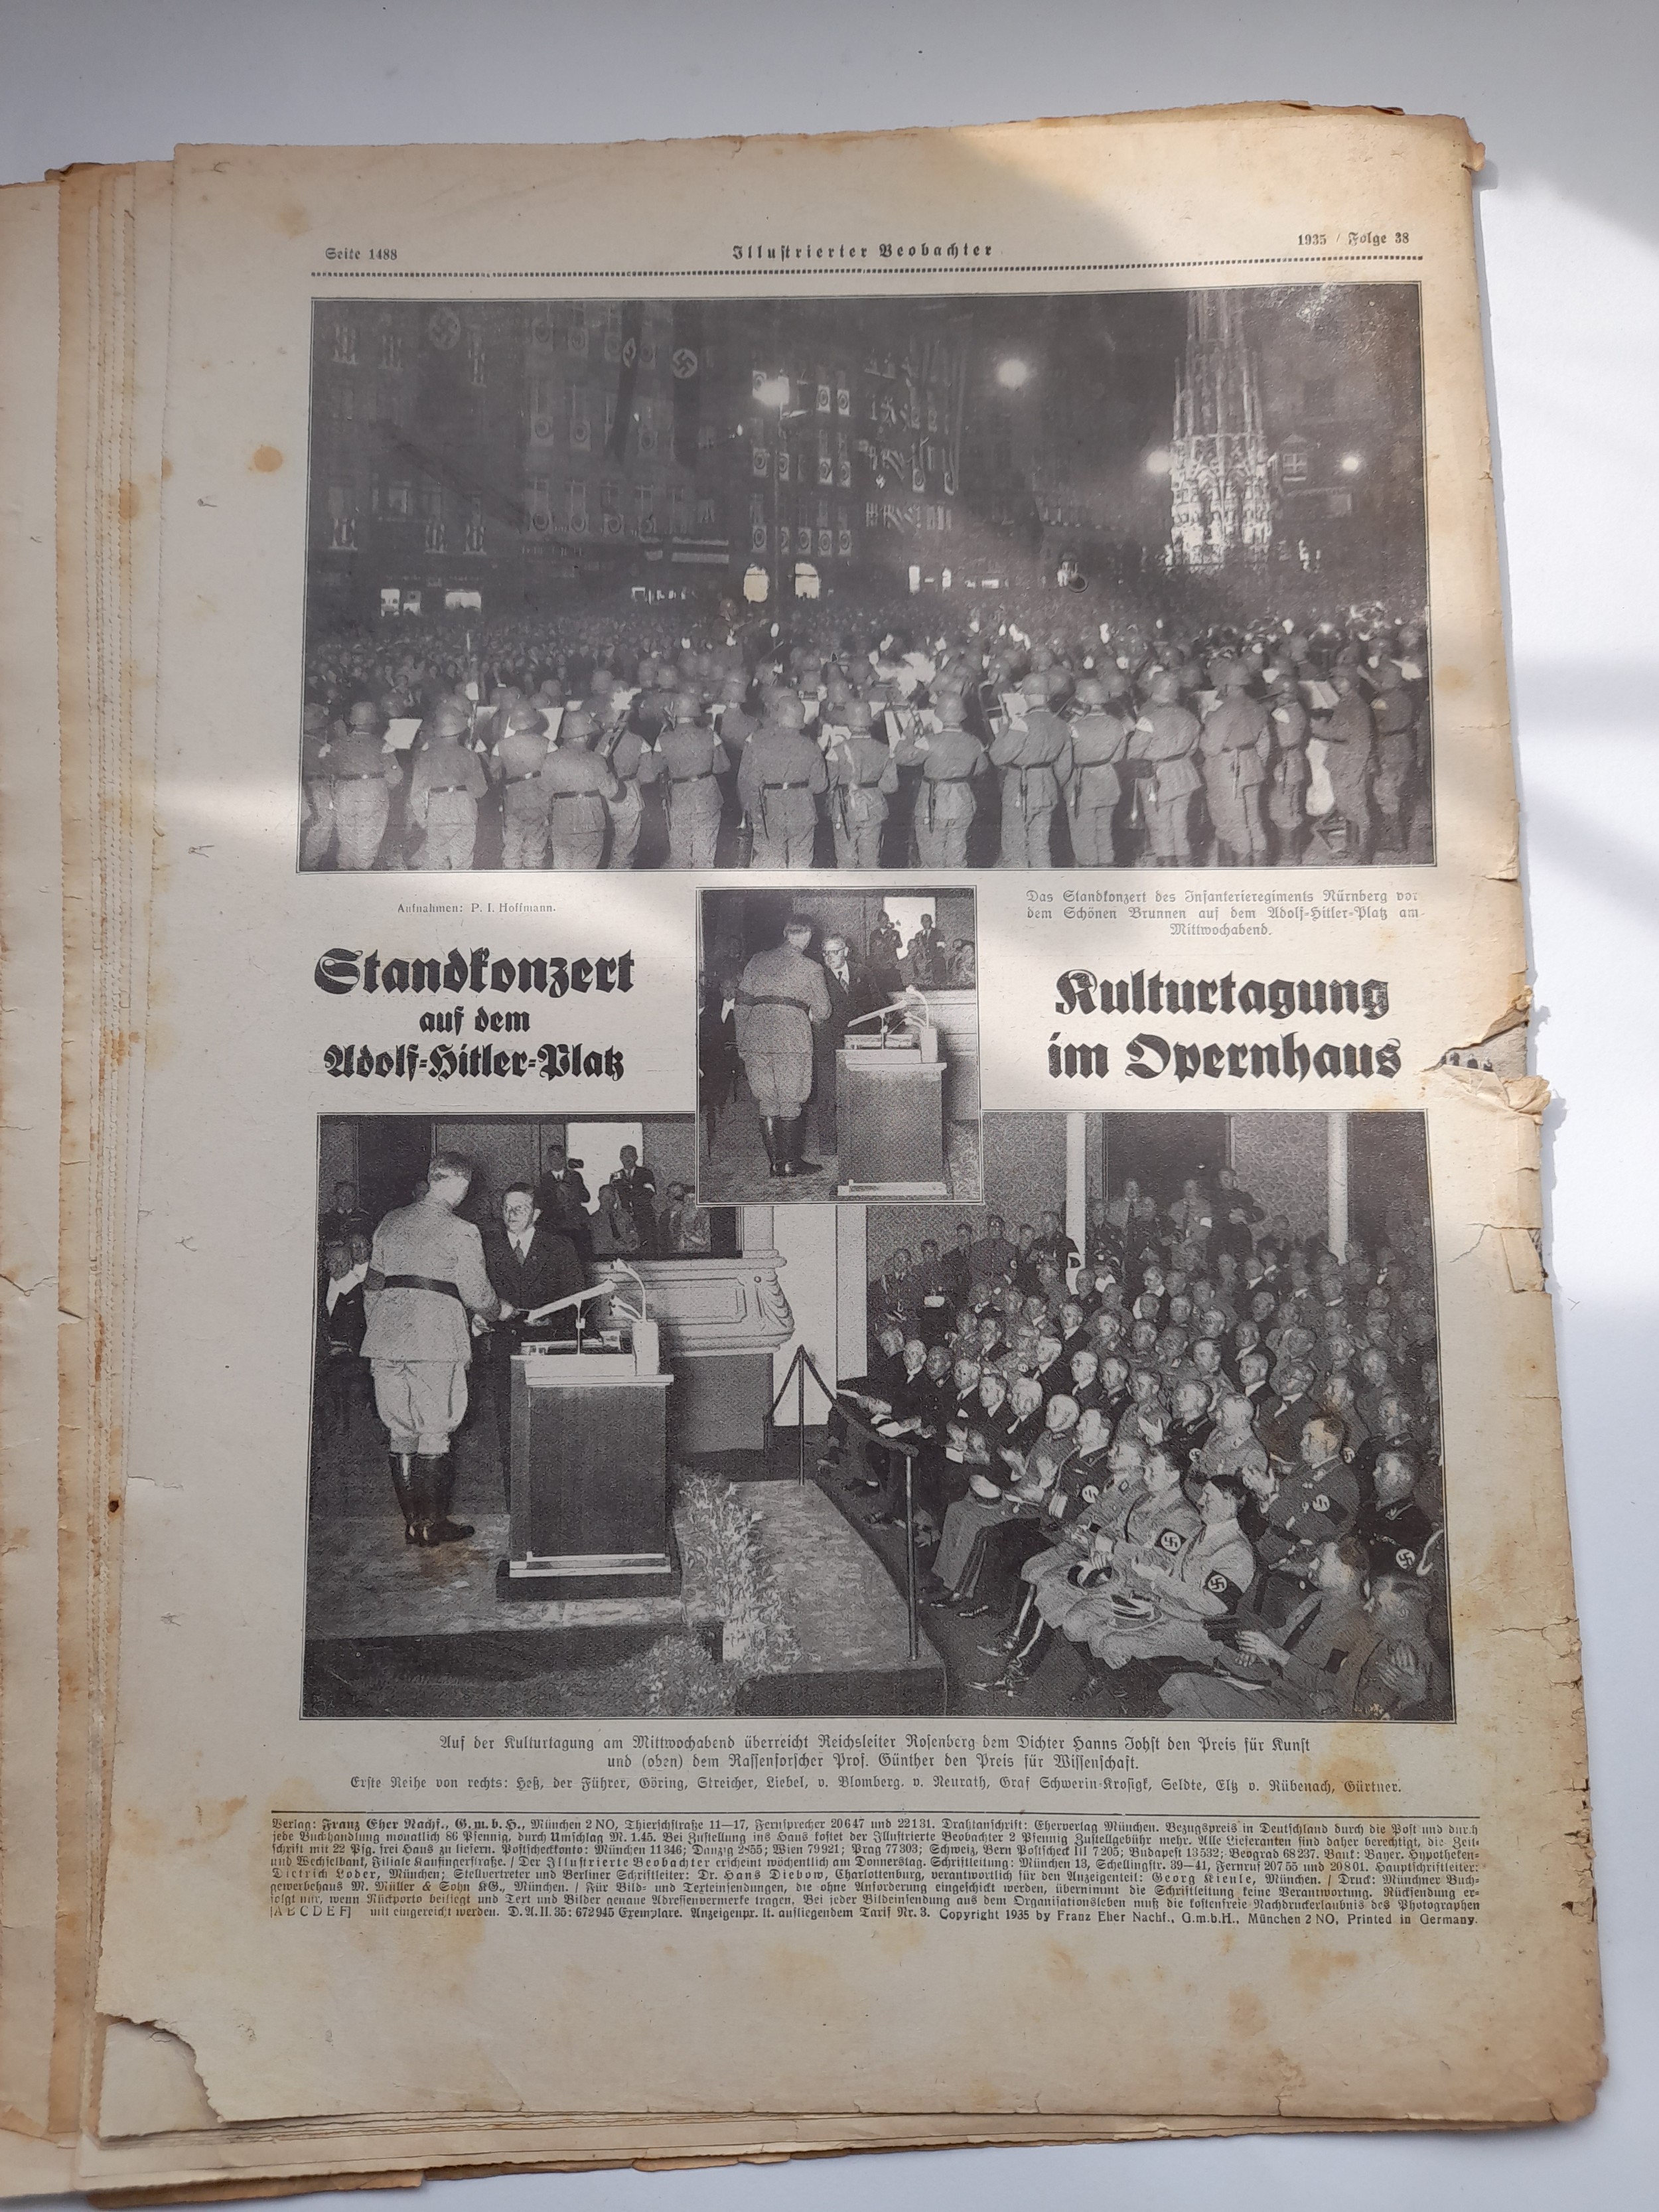 Seite 1488
Illustrierter Beobachter
1935 / Folge 38
Aufnahmen: P. I. Hoffmann.
Das Standkonzert des Infanterieregiments Nürnberg vor
dem Schönen Brunnen auf dem Adolf-Hitler-Platz am
Mittwochabend.
Standkonzert
auf dem
Adolf-Hitler-Platz
Kulturtagung
im Opernhaus
Auf der Kulturtagung am Mittwochabend überreicht Reichsleiter Rosenberg dem Dichter Hanns Johst den Preis für Kunst
und (oben) dem Rassenforscher Prof. Günther den Preis für Wissenschaft.
Erste Reihe von rechts: Heß, der Führer, Göring, Streicher, Liebel, v. Blomberg. v. Neurath, Graf Schwerin-Krosigk, Seldte, Eltz v. Rübenach, Gürtner.
Verlag: Franz Eher Nachf., G. m. b. H., München 2 NO, Thierschstraße 11–17, Fernsprecher 20647 und 22131. Drahtanschrift: Eherverlag München. Bezugspreis in Deutschland durch die Post und durch
jede Buchhandlung monatlich 86 Pfennig, durch Umschlag M. 1.45. Bei Zustellung ins Haus kostet der Illustrierte Beobachter 2 Pfennig Zustellgebühr mehr. Alle Lieferanten sind daher berechtigt, die Zeit-
schrift mit 22 Pfg. frei Haus zu liefern. Postscheckkonto: München 11346; Danzig 2855; Wien 79921; Prag 77303; Schweiz, Bern Postscheck III 7205; Budapest 13532; Beograd 68237. Bank: Bayer. Hypotheken-
und Wechselbank, Filiale Kaufingerstraße. / Der Illustrierte Beobachter erscheint wöchentlich am Donnerstag. Schriftleitung: München 13, Schellingstr. 39–41, Fernruf 20755 und 20801. Hauptschriftleiter:
Dietrich Loder, München; Stellvertreter und Berliner Schriftleiter: Dr. Hans Diebow, Charlottenburg, verantwortlich für den Anzeigenteil: Georg Kienle, München. / Druck: Münchner Buch-
gewerbehaus M. Müller & Sohn KG., München. / Für Bild- und Texteinsendungen, die ohne Anforderung eingeschickt werden, übernimmt die Schriftleitung keine Verantwortung. Rücksendung er-
folgt nur, wenn Rückporto beiliegt und Text und Bilder genaue Adressenvermerke tragen. Bei jeder Bildeinsendung aus dem Organisationsleben muß die kostenfreie Nachdruckerlaubnis des Photographen
[A B C D E F] mit eingereicht werden. D. A. II. 35: 672945 Exemplare. Anzeigenpr. lt. aufliegendem Tarif Nr. 3. Copyright 1935 by Franz Eher Nachf., G.m.b.H., München 2 NO, Printed in Germany.